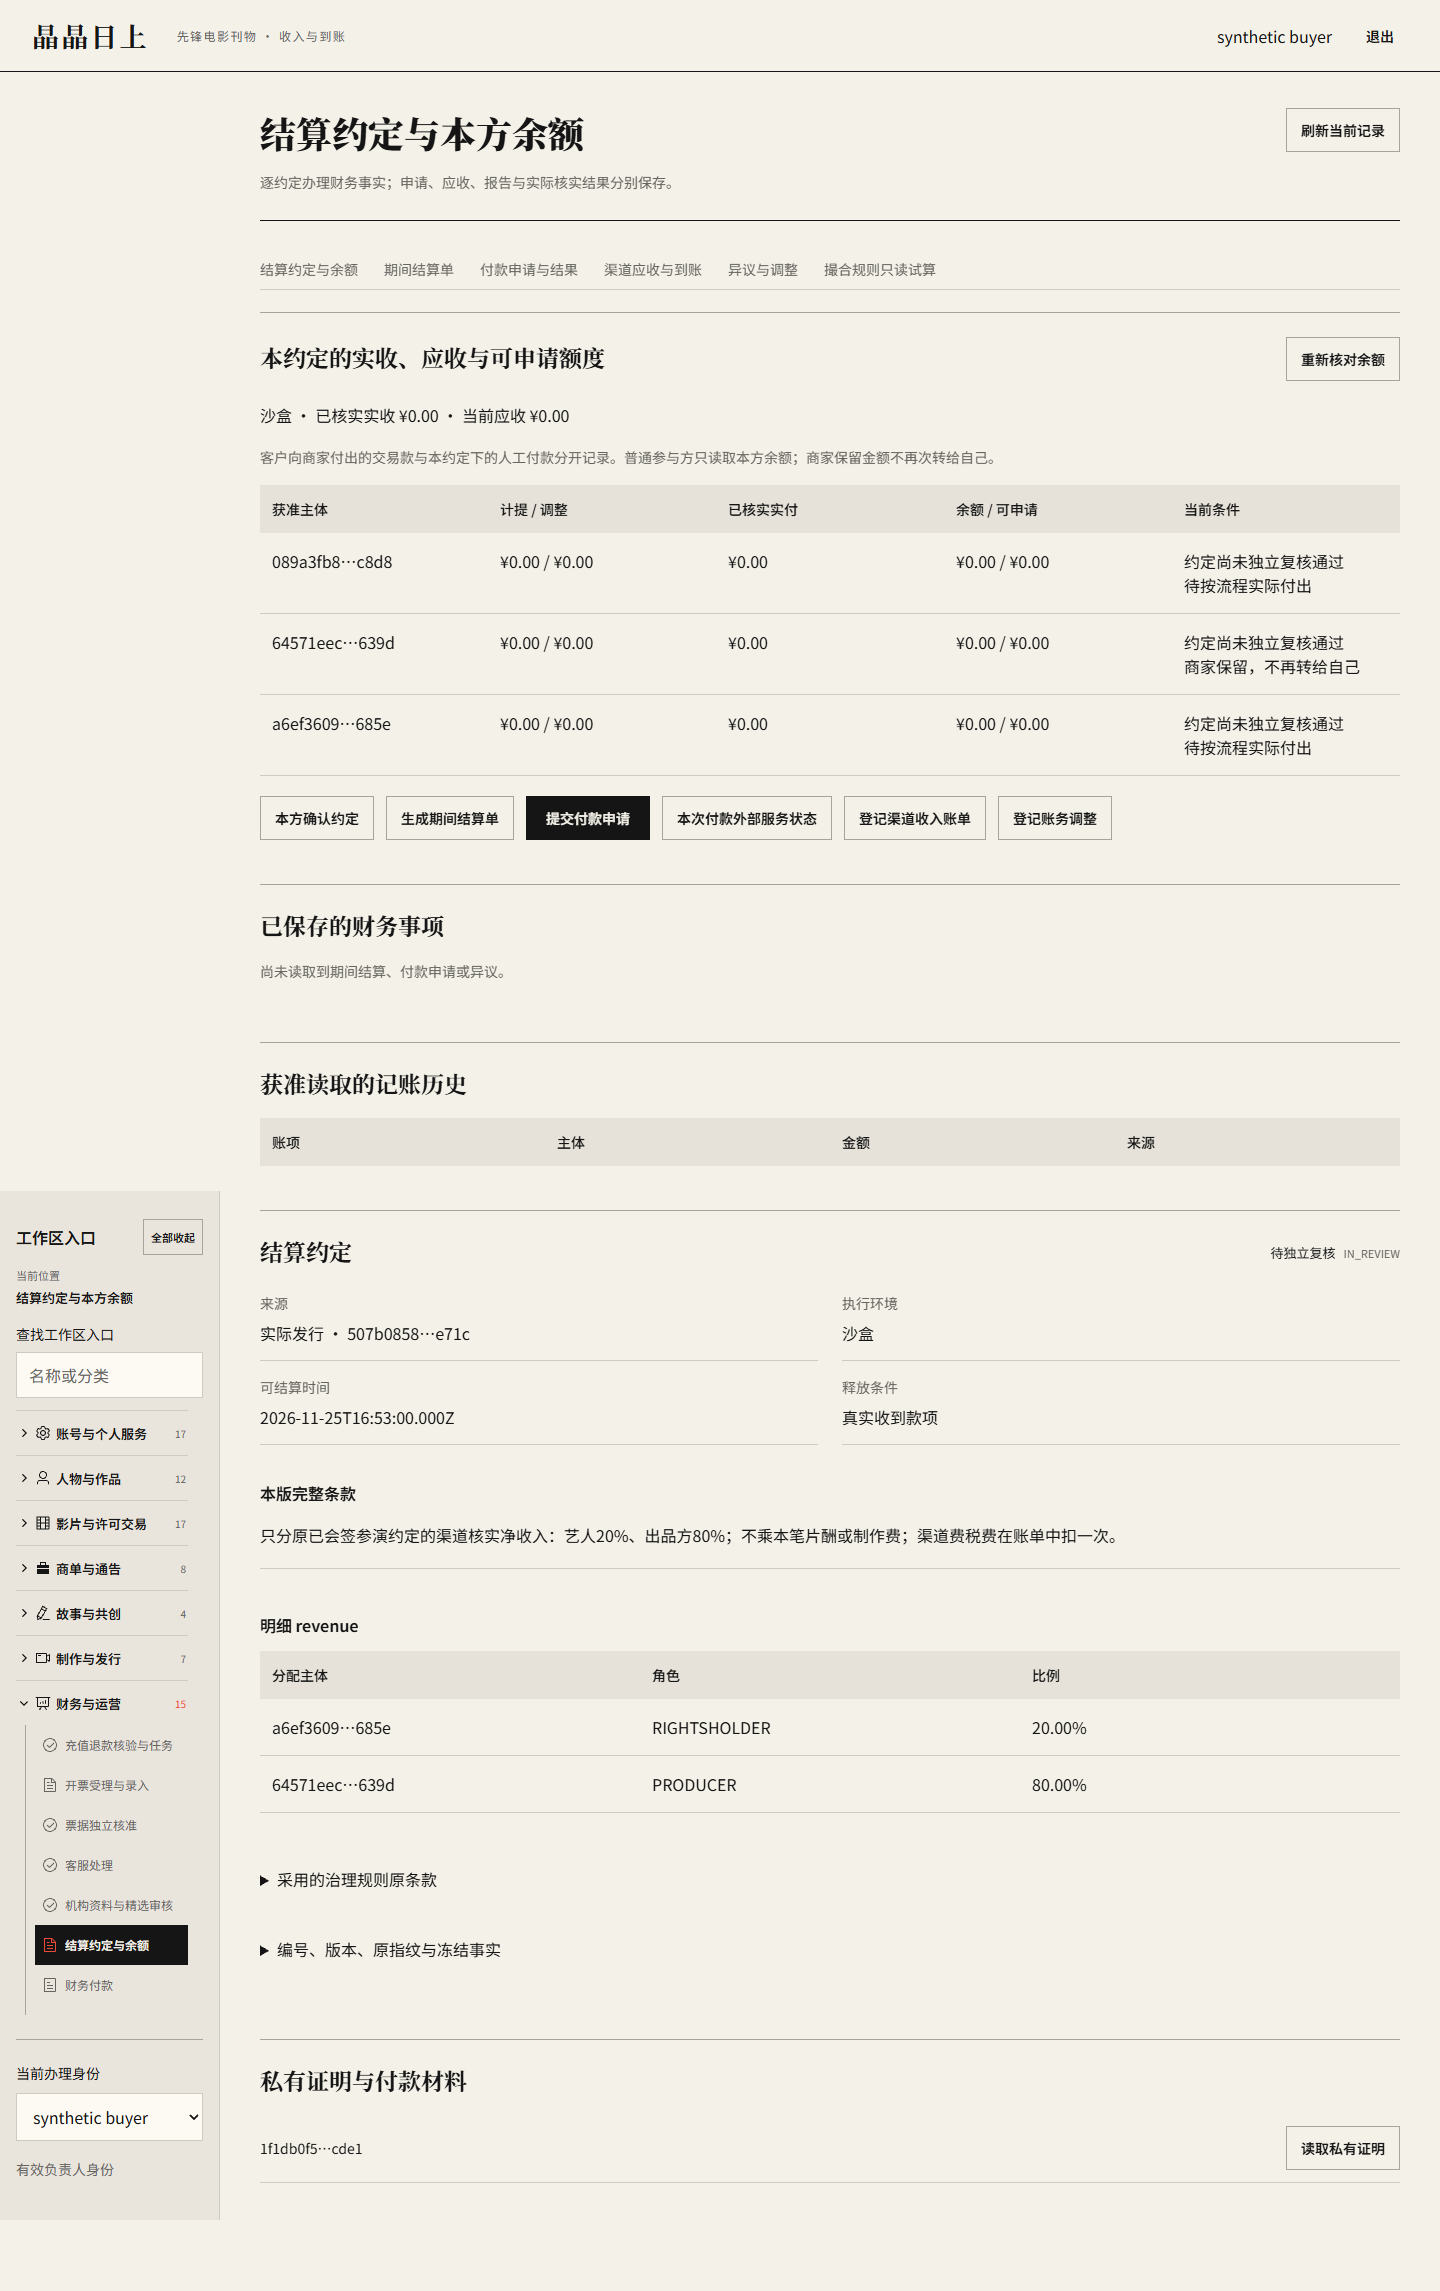 晶晶日上
先锋电影刊物 · 收入与到账
synthetic buyer
退出
结算约定与本方余额
刷新当前记录
逐约定办理财务事实；申请、应收、报告与实际核实结果分别保存。
结算约定与余额
期间结算单
付款申请与结果
渠道应收与到账
异议与调整
撮合规则只读试算
本约定的实收、应收与可申请额度
重新核对余额
沙盒 · 已核实实收 ¥0.00 · 当前应收 ¥0.00
客户向商家付出的交易款与本约定下的人工付款分开记录。普通参与方只读取本方余额；商家保留金额不再次转给自己。
获准主体 计提 / 调整 已核实实付 余额 / 可申请 当前条件
089a3fb8…c8d8 ¥0.00 / ¥0.00 ¥0.00 ¥0.00 / ¥0.00 约定尚未独立复核通过
待按流程实际付出
64571eec…639d ¥0.00 / ¥0.00 ¥0.00 ¥0.00 / ¥0.00 约定尚未独立复核通过
商家保留，不再转给自己
a6ef3609…685e ¥0.00 / ¥0.00 ¥0.00 ¥0.00 / ¥0.00 约定尚未独立复核通过
待按流程实际付出
本方确认约定
生成期间结算单
提交付款申请
本次付款外部服务状态
登记渠道收入账单
登记账务调整
已保存的财务事项
尚未读取到期间结算、付款申请或异议。
获准读取的记账历史
账项 主体 金额 来源
工作区入口
全部收起
当前位置
结算约定与本方余额
查找工作区入口
名称或分类
账号与个人服务 17
人物与作品 12
影片与许可交易 17
商单与通告 8
故事与共创 4
制作与发行 7
财务与运营 15
充值退款核验与任务
开票受理与录入
票据独立核准
客服处理
机构资料与精选审核
结算约定与余额
财务付款
当前办理身份
synthetic buyer
有效负责人身份
结算约定
待独立复核 IN_REVIEW
来源
实际发行 · 507b0858…e71c
执行环境
沙盒
可结算时间
2026-11-25T16:53:00.000Z
释放条件
真实收到款项
本版完整条款
只分原已会签参演约定的渠道核实净收入：艺人20%、出品方80%；不乘本笔片酬或制作费；渠道费税费在账单中扣一次。
明细 revenue
分配主体 角色 比例
a6ef3609…685e RIGHTSHOLDER 20.00%
64571eec…639d PRODUCER 80.00%
采用的治理规则原条款
编号、版本、原指纹与冻结事实
私有证明与付款材料
1f1db0f5…cde1
读取私有证明